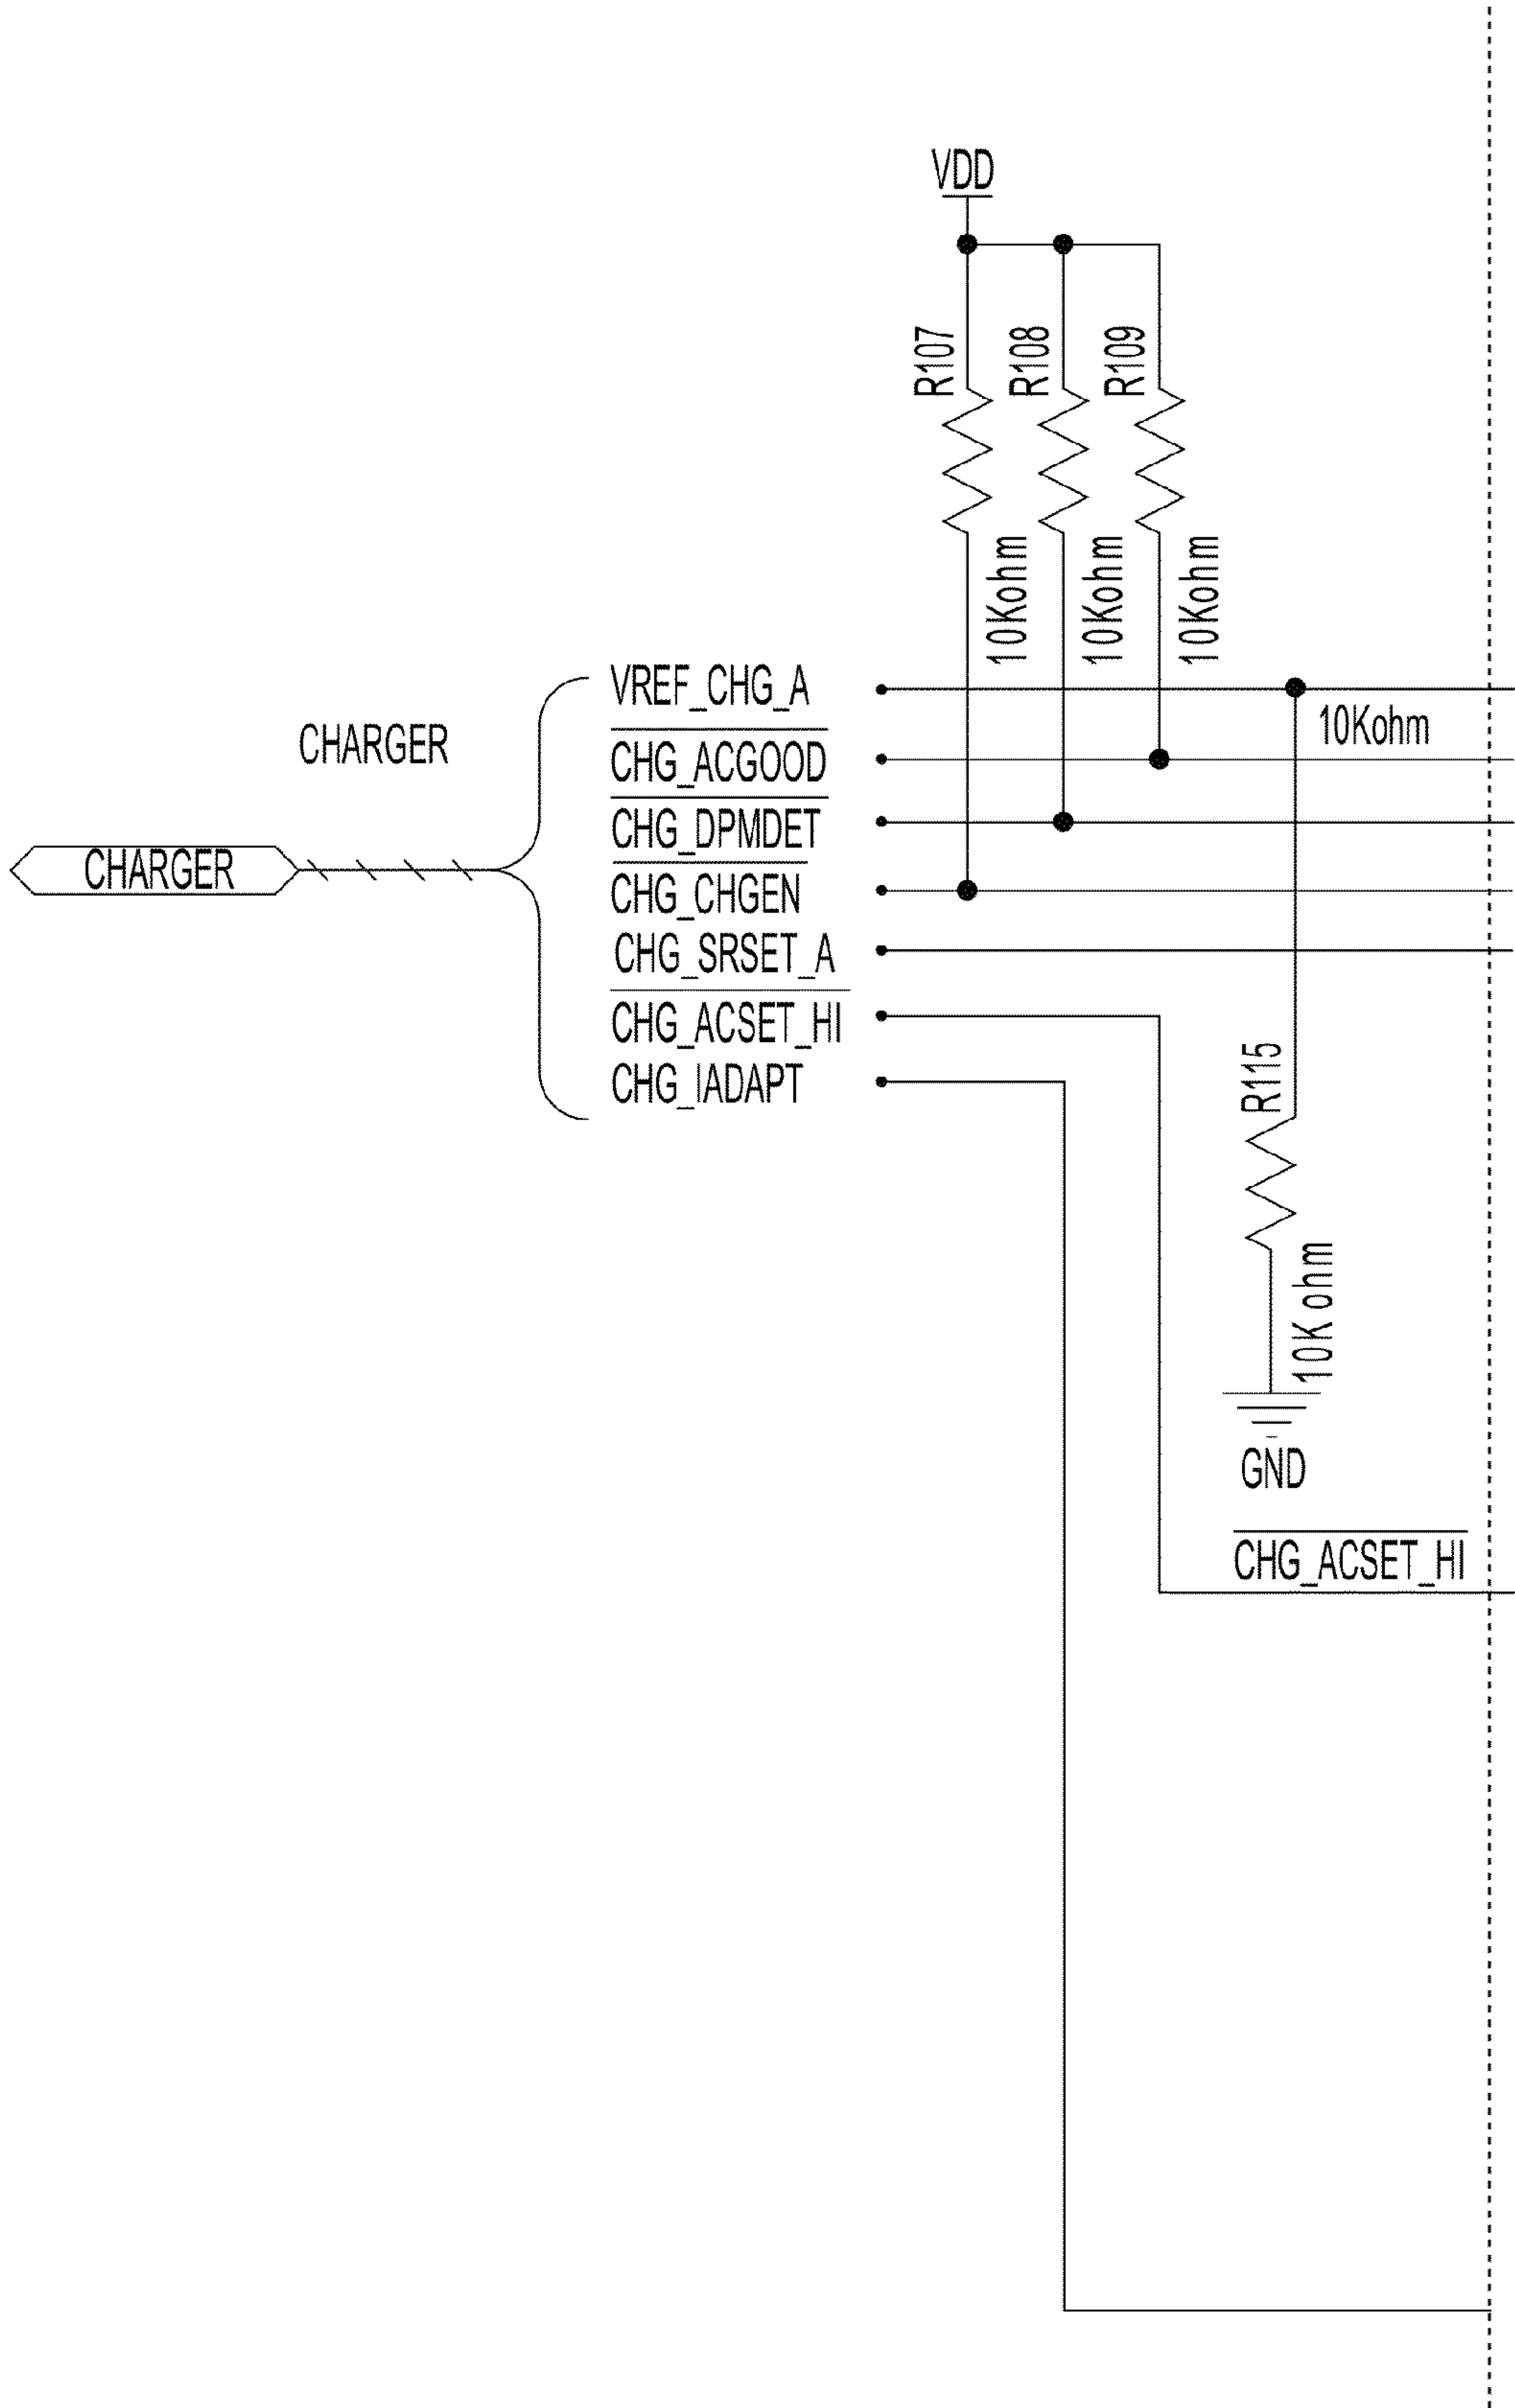 VDD
R107
R108
R109
10Kohm
10Kohm
10Kohm
VREF_CHG_A
CHARGER
10Kohm
CHG_ACGOOD
CHG_DPMDET
CHARGER
CHG_CHGEN
CHG_SRSET_A
CHG_ACSET_HI
CHG_IADAPT
R115
10K ohm
GND
CHG_ACSET_HI